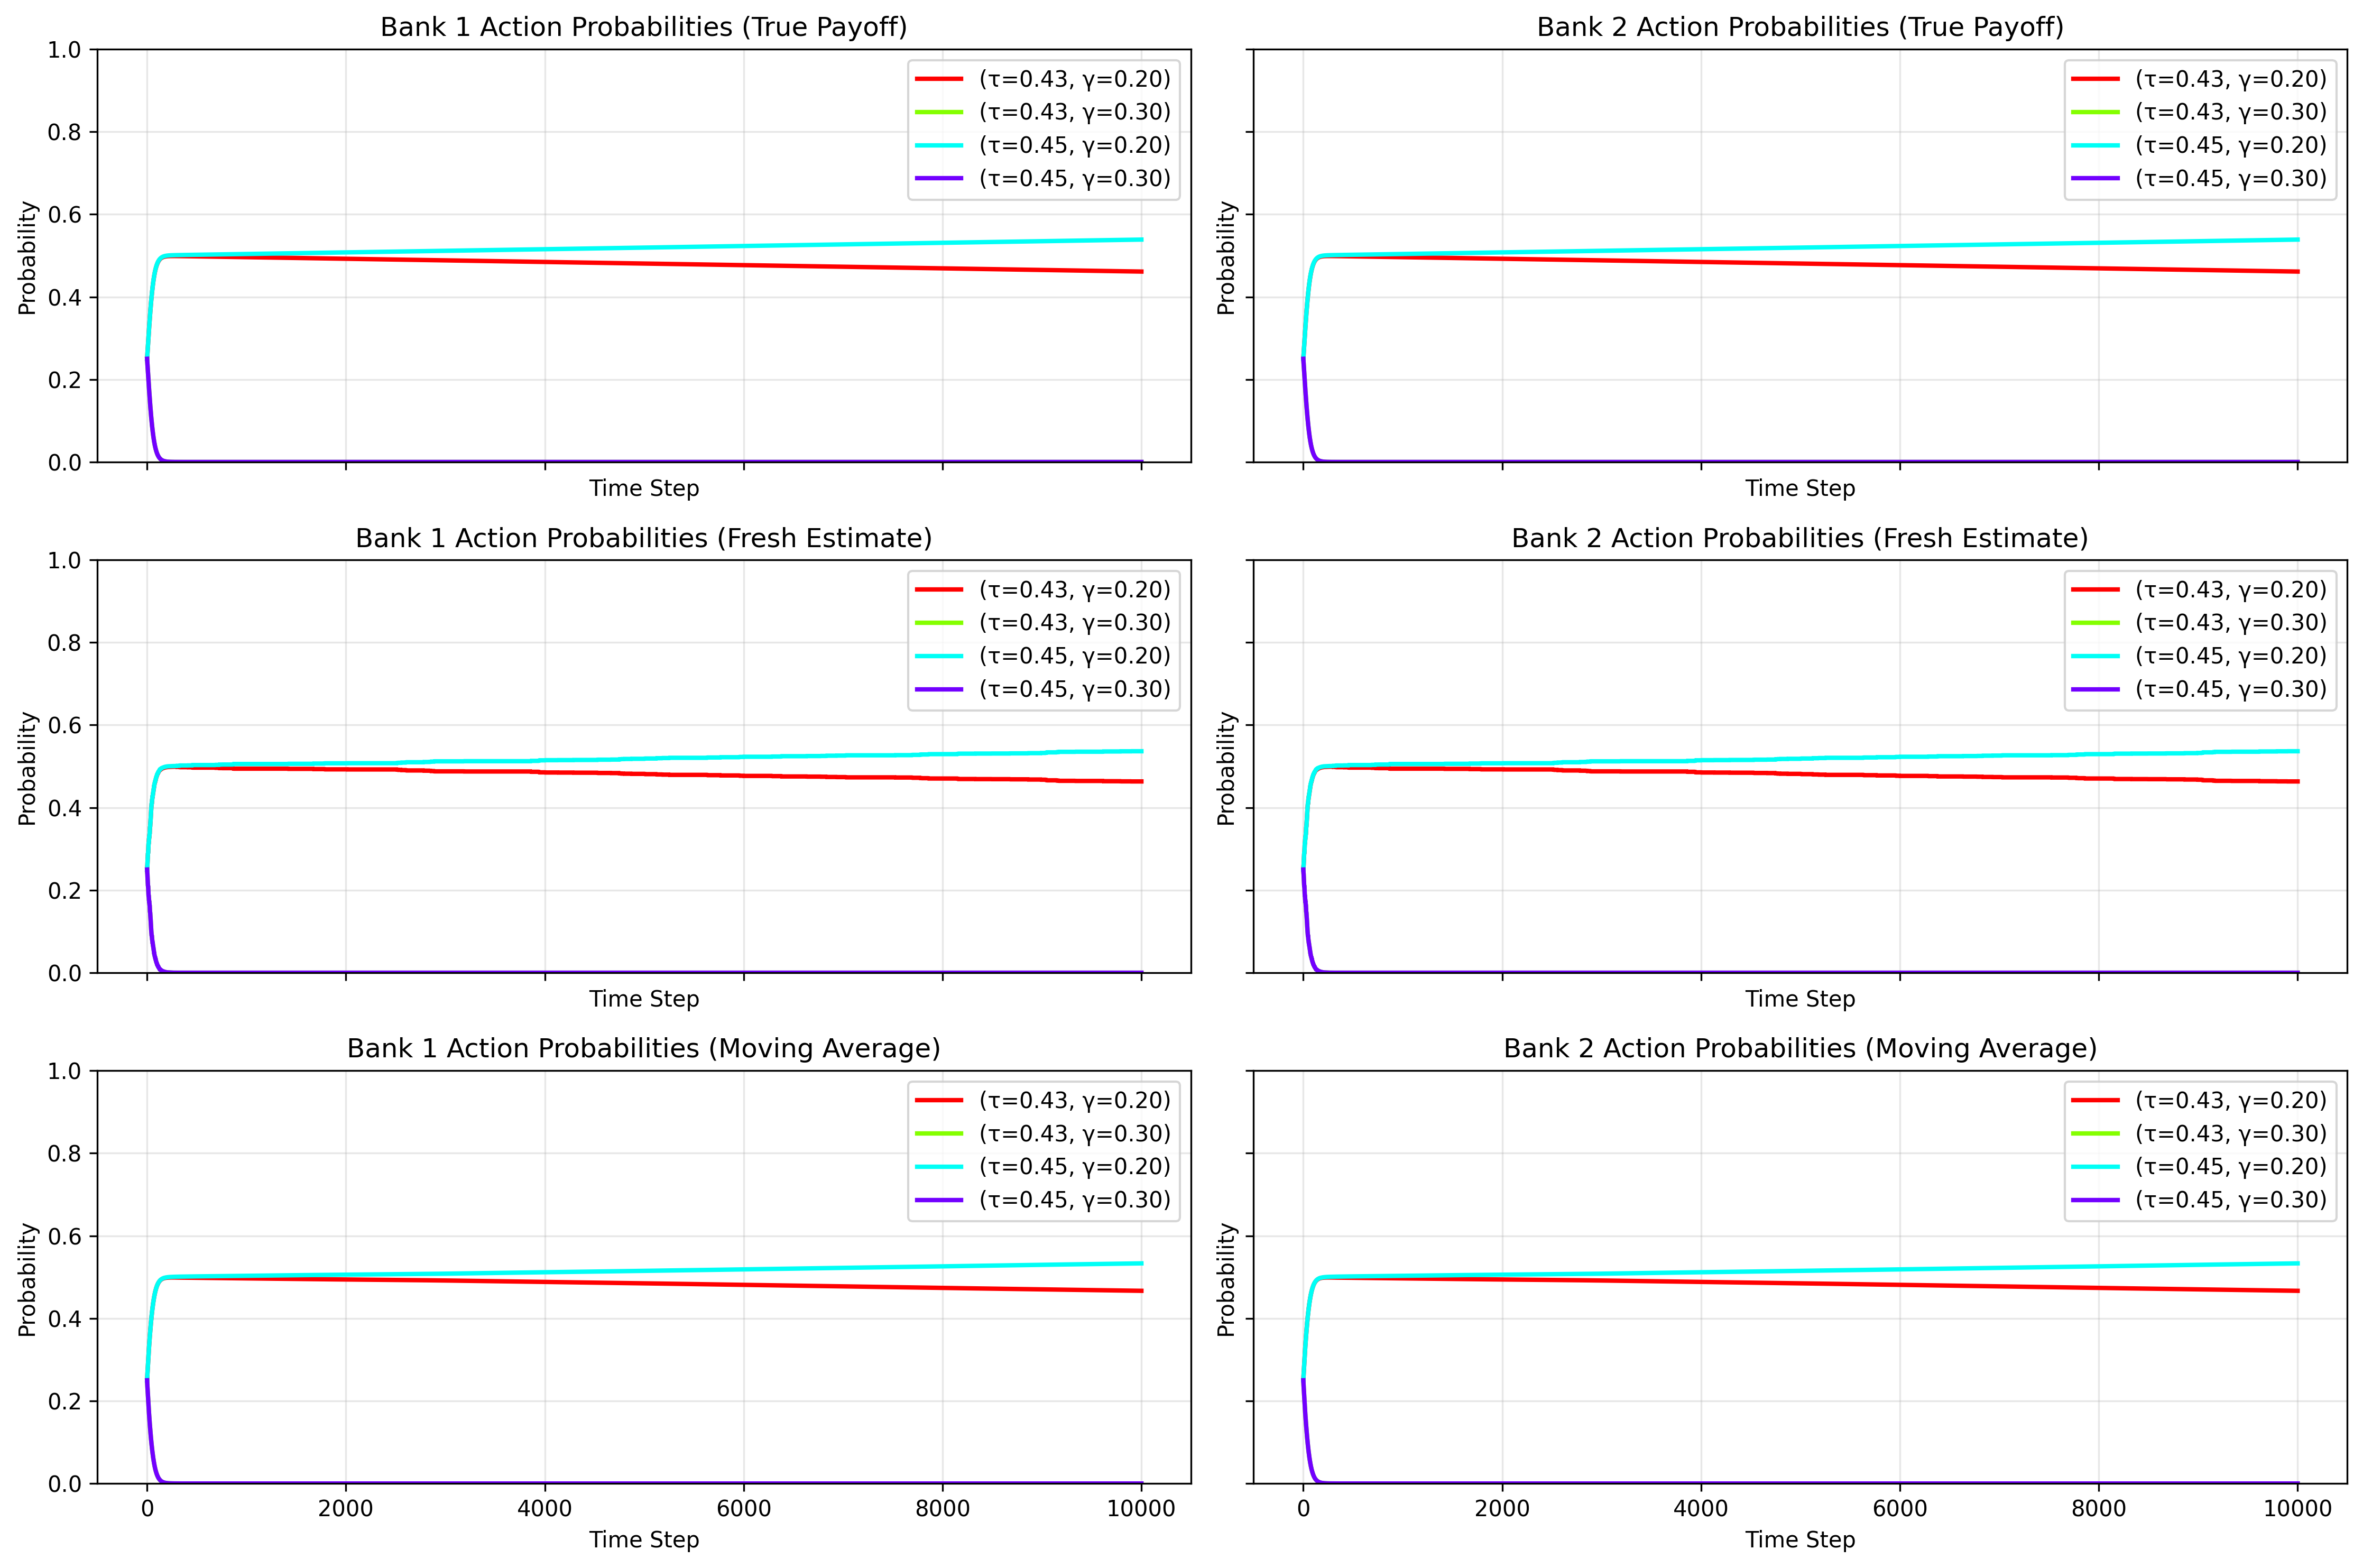 Bank 1 Action Probabilities (True Payoff)
1.0
0.8
0.6
0.4
0.2
0.0
Probability
Time Step
(τ=0.43, γ=0.20)
(τ=0.43, γ=0.30)
(τ=0.45, γ=0.20)
(τ=0.45, γ=0.30)
Bank 2 Action Probabilities (True Payoff)
Probability
Time Step
(τ=0.43, γ=0.20)
(τ=0.43, γ=0.30)
(τ=0.45, γ=0.20)
(τ=0.45, γ=0.30)
Bank 1 Action Probabilities (Fresh Estimate)
1.0
0.8
0.6
0.4
0.2
0.0
Probability
Time Step
(τ=0.43, γ=0.20)
(τ=0.43, γ=0.30)
(τ=0.45, γ=0.20)
(τ=0.45, γ=0.30)
Bank 2 Action Probabilities (Fresh Estimate)
Probability
Time Step
(τ=0.43, γ=0.20)
(τ=0.43, γ=0.30)
(τ=0.45, γ=0.20)
(τ=0.45, γ=0.30)
Bank 1 Action Probabilities (Moving Average)
1.0
0.8
0.6
0.4
0.2
0.0
Probability
0 2000 4000 6000 8000 10000
Time Step
(τ=0.43, γ=0.20)
(τ=0.43, γ=0.30)
(τ=0.45, γ=0.20)
(τ=0.45, γ=0.30)
Bank 2 Action Probabilities (Moving Average)
Probability
0 2000 4000 6000 8000 10000
Time Step
(τ=0.43, γ=0.20)
(τ=0.43, γ=0.30)
(τ=0.45, γ=0.20)
(τ=0.45, γ=0.30)